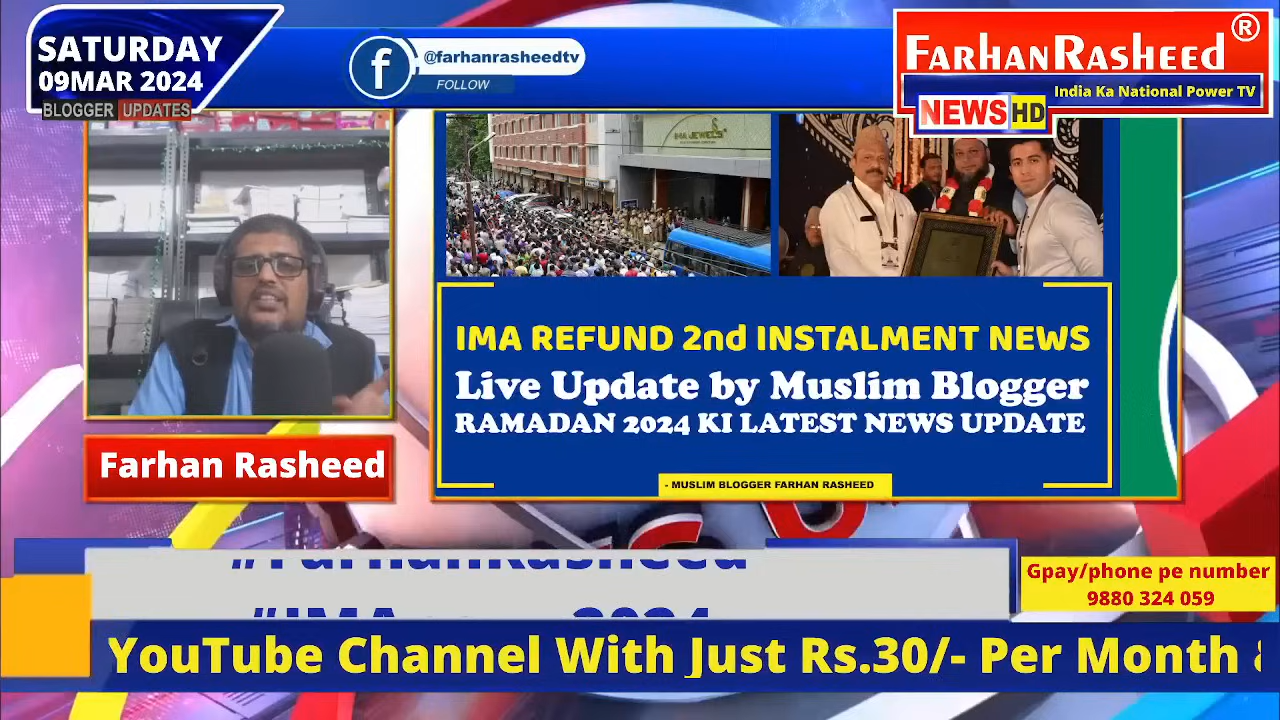 SATURDAY
09MAR 2024
BLOGGER UPDATES
f
@farhanrasheedtv
FOLLOW
FARHANRASHEED ®
India Ka National Power TV
NEWS HD
IMA JEWELS
IMA REFUND 2nd INSTALMENT NEWS
Live Update by Muslim Blogger
RAMADAN 2024 KI LATEST NEWS UPDATE
- MUSLIM BLOGGER FARHAN RASHEED
Farhan Rasheed
#FarhanRasheed
Gpay/phone pe number
9880 324 059
YouTube Channel With Just Rs.30/- Per Month &